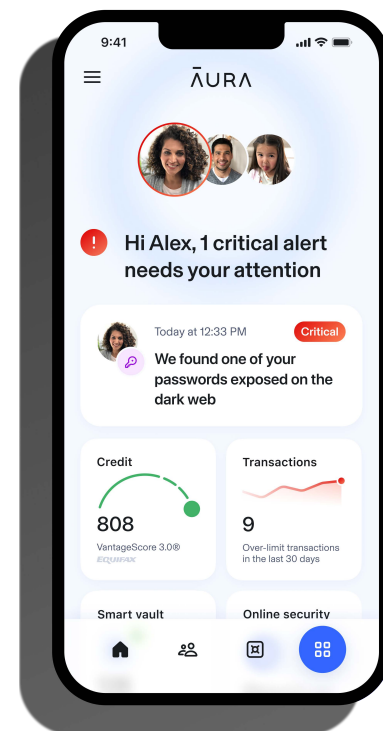 9:41
ĀURA
!
Hi Alex, 1 critical alert
needs your attention
Today at 12:33 PM
Critical
We found one of your
passwords exposed on the
dark web
Credit
808
VantageScore 3.0®
EQUIFAX
Transactions
9
Over-limit transactions
in the last 30 days
Smart vault
Online security